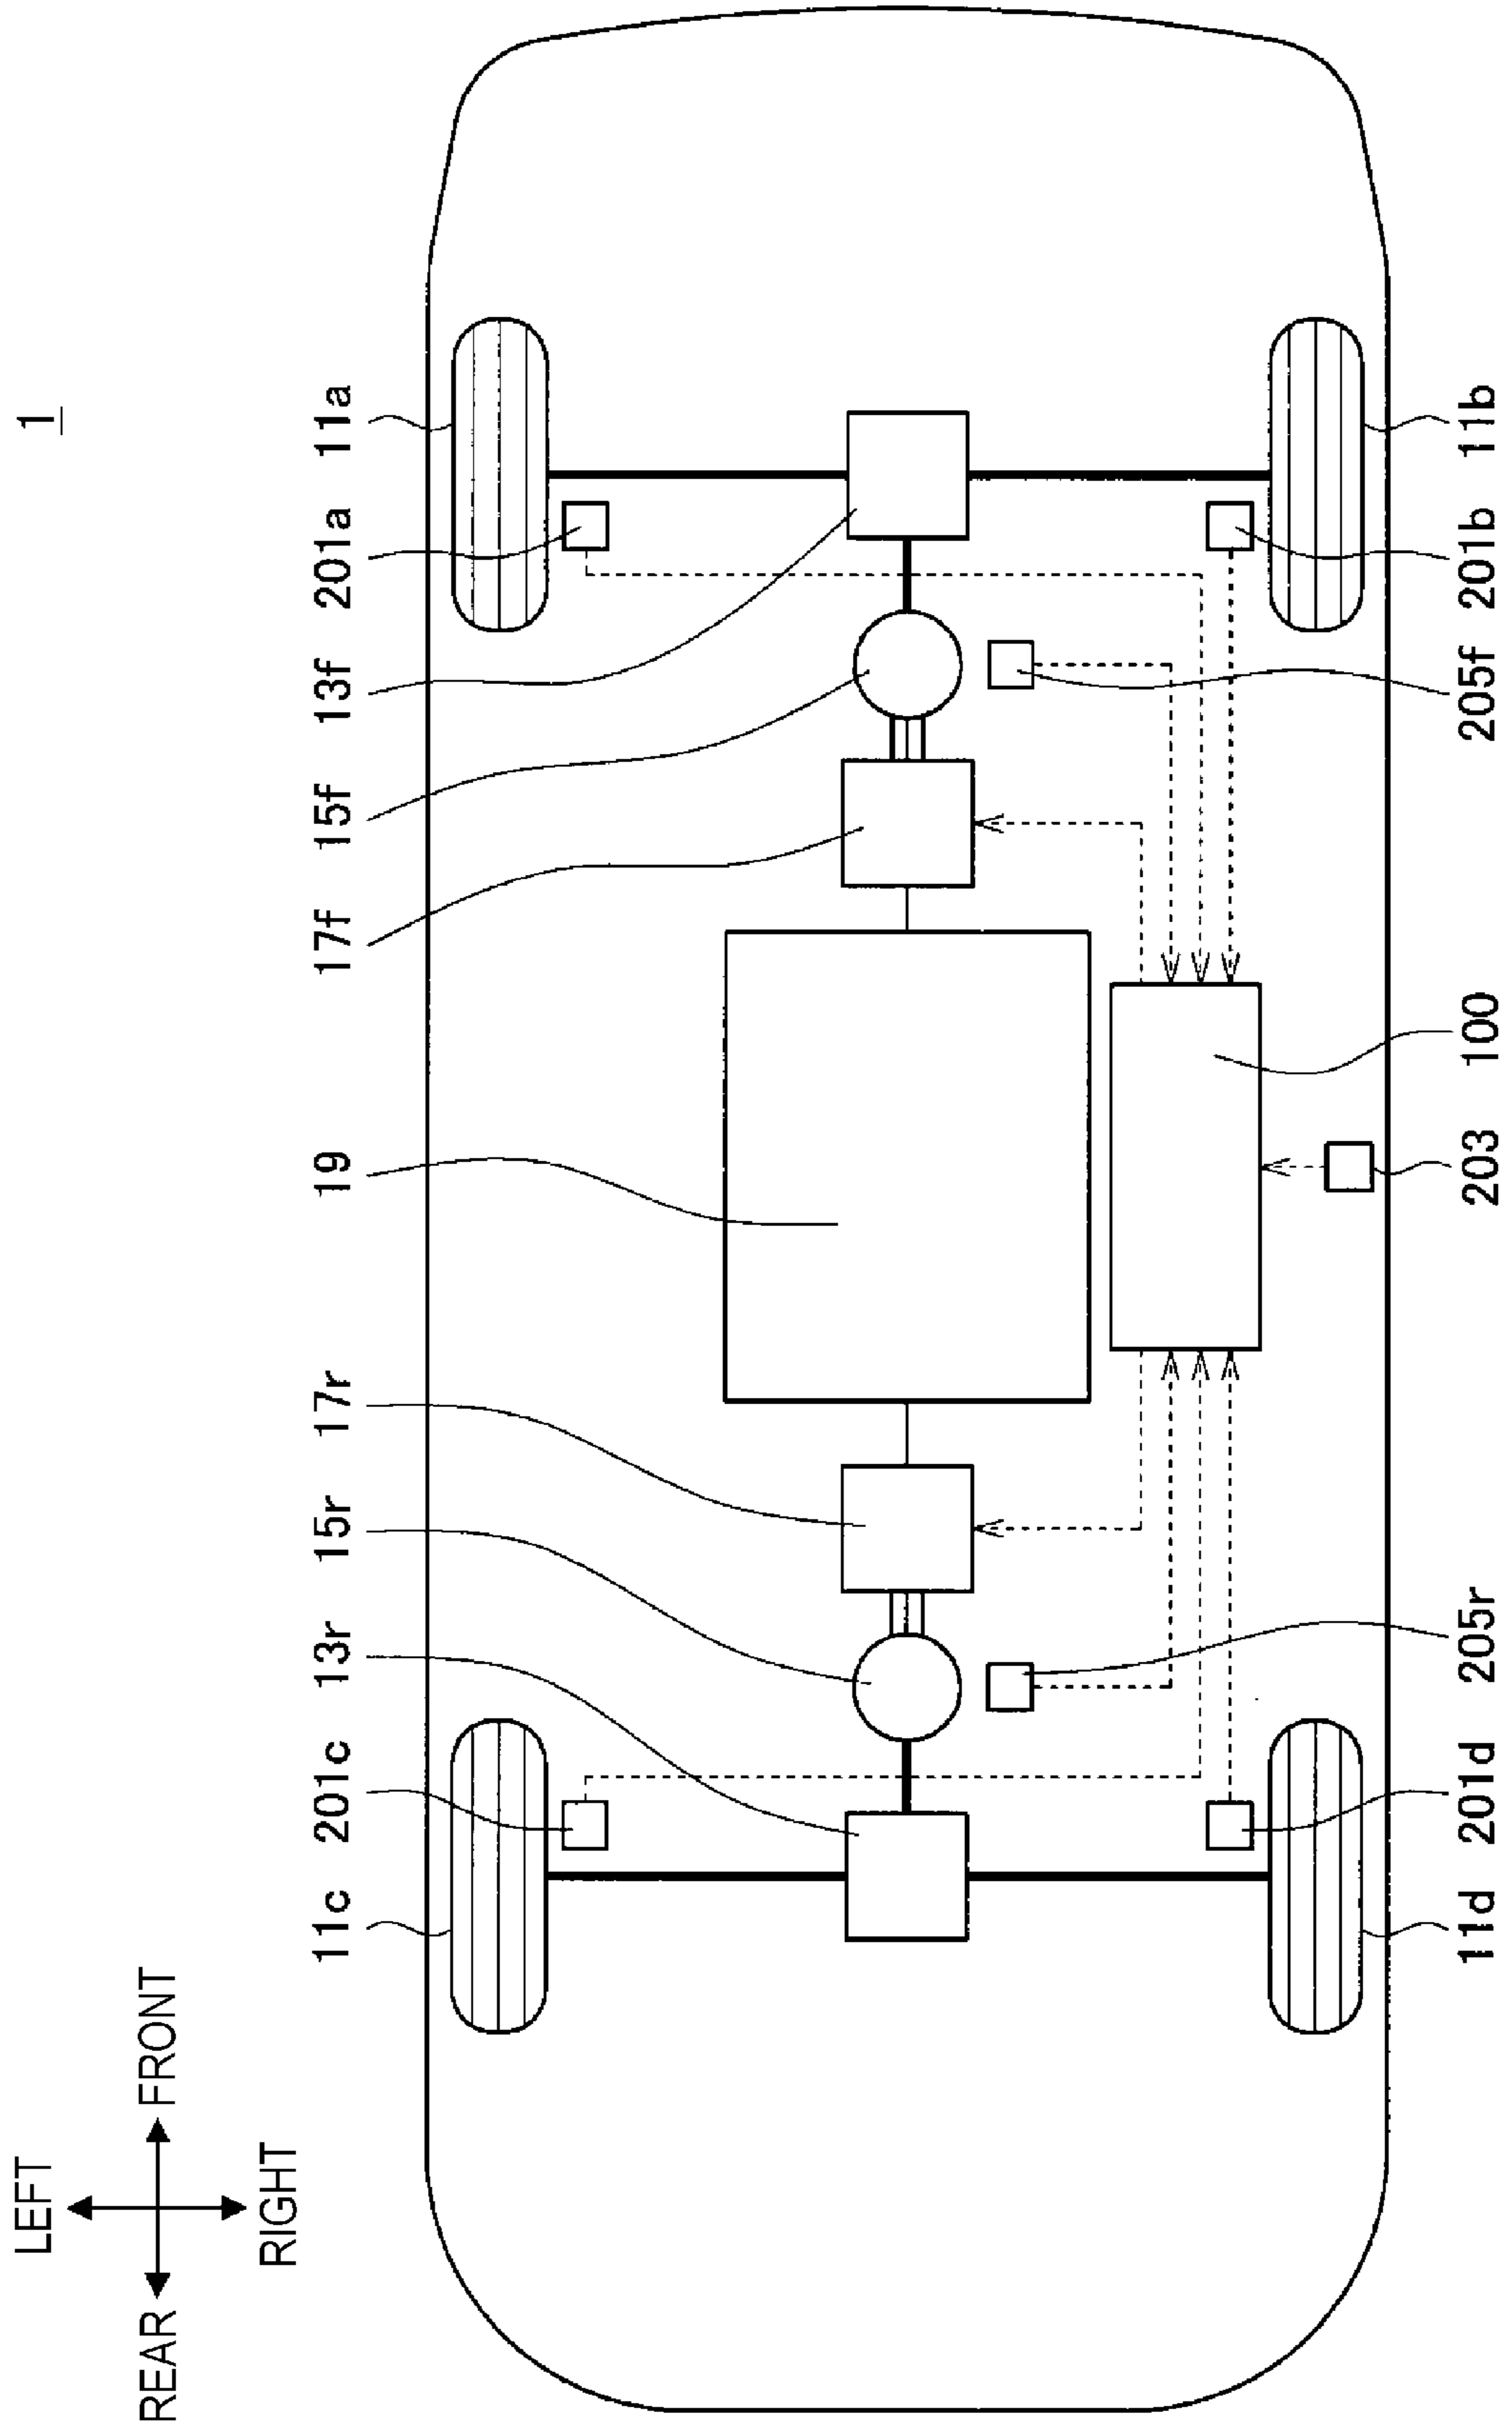 1
LEFT
REAR
FRONT
RIGHT
11c
201c
13r
15r
17r
19
17f
15f
13f
201a
11a
11d
201d
205r
203
100
205f
201b
11b